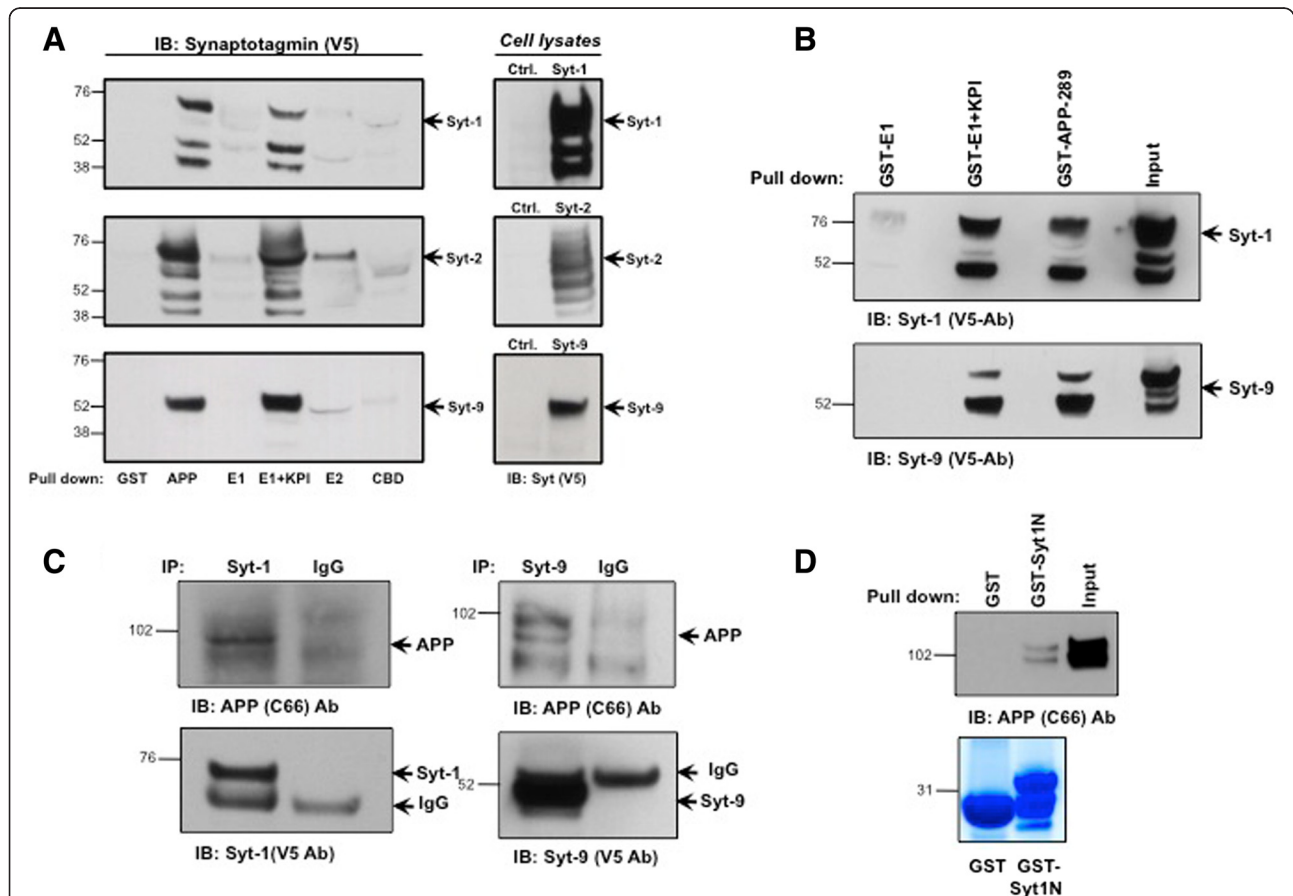 A
IB: Synaptotagmin (V5)
Cell lysates
Ctrl. Syt-1
76
52
38
Syt-1
Syt-1
Ctrl. Syt-2
76
52
38
Syt-2
Syt-2
Ctrl. Syt-9
76
52
38
Syt-9
Syt-9
Pull down: GST APP E1 E1+KPI E2 CBD
IB: Syt (V5)
B
Pull down:
GST-E1
GST-E1+KPI
GST-APP-289
Input
76
52
Syt-1
IB: Syt-1 (V5-Ab)
52
Syt-9
IB: Syt-9 (V5-Ab)
C
IP: Syt-1 IgG
102
APP
IB: APP (C66) Ab
76
Syt-1
IgG
IB: Syt-1(V5 Ab)
IP: Syt-9 IgG
102
APP
IB: APP (C66) Ab
52
IgG
Syt-9
IB: Syt-9 (V5 Ab)
D
Pull down:
GST
GST-Syt1N
Input
102
IB: APP (C66) Ab
31
GST GST-
Syt1N